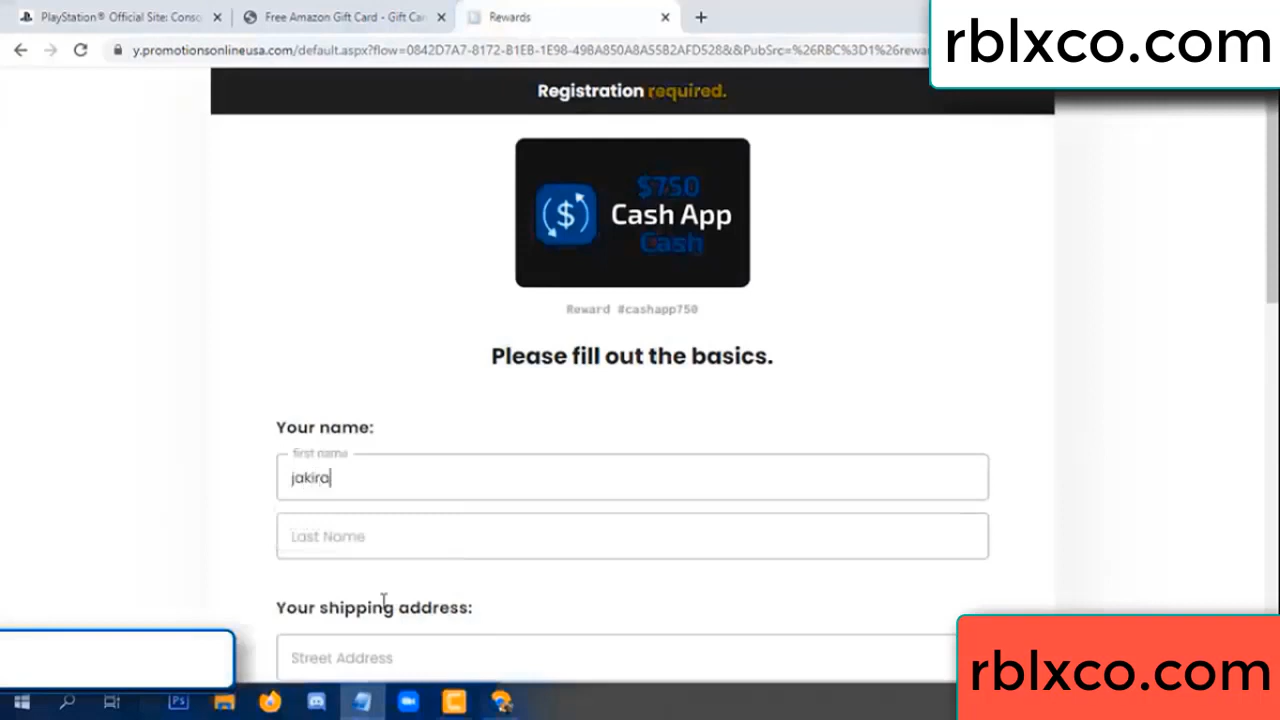 PlayStation® Official Site: Conso
Free Amazon Gift Card - Gift Car
Rewards
rblxco.com
y.promotionsonlineusa.com/default.aspx?flow=0842D7A7-8172-B1EB-1E98-49BA850A8A55B2AFD528&&PubSrc=%26RBC%3D1%26rewar
Registration required.
$750
Cash App
Cash
Reward #cashapp750
Please fill out the basics.
Your name:
first name
jakira
Last Name
Your shipping address:
Street Address
rblxco.com
Ps